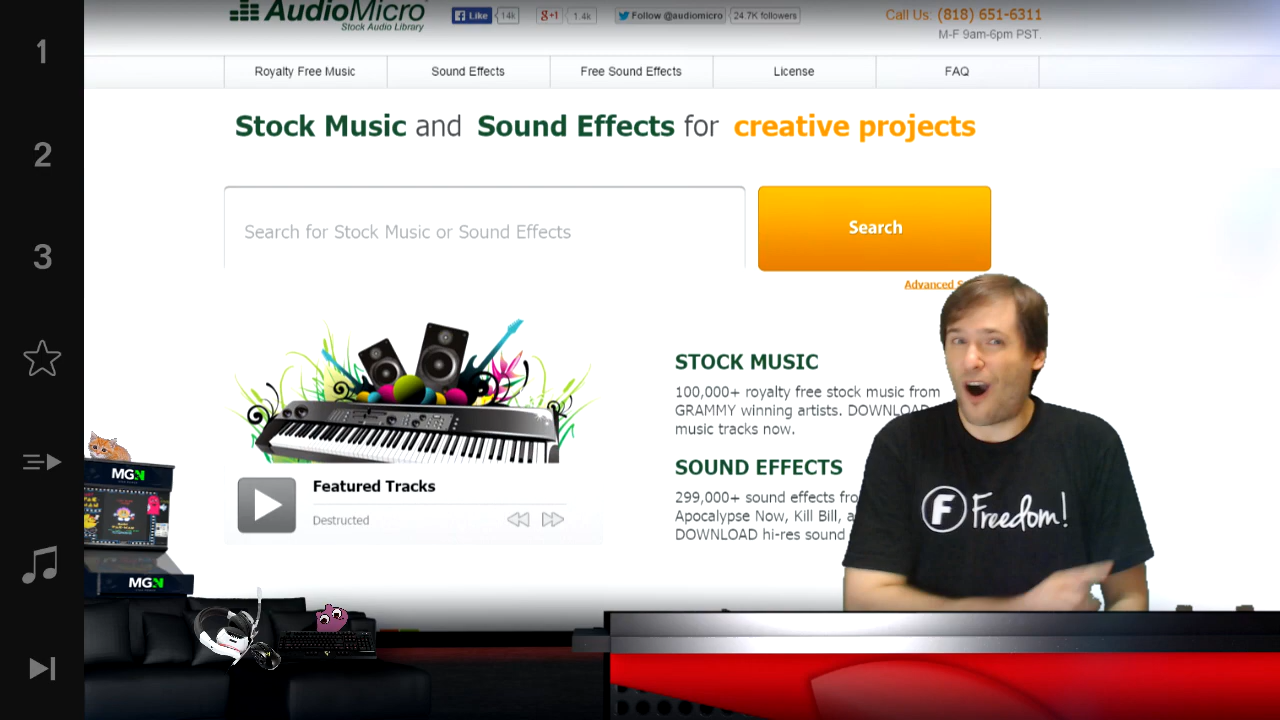 1
2
3
AudioMicro
Stock Audio Library
Like 14k
g+1 1.4k
Follow @audiomicro 24.7K followers
Call Us: (818) 651-6311
M-F 9am-6pm PST.
Royalty Free Music Sound Effects Free Sound Effects License FAQ
Stock Music and Sound Effects for creative projects
Search for Stock Music or Sound Effects
Search
Advanced
STOCK MUSIC
100,000+ royalty free stock music from
GRAMMY winning artists. DOWNLOAD
music tracks now.
SOUND EFFECTS
299,000+ sound effects
Apocalypse Now, Kill Bill,
DOWNLOAD hi-res sound
Featured Tracks
Destructed
F Freedom!
MGN
MGN